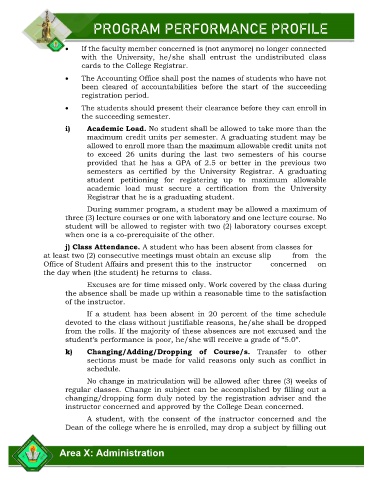 PROGRAM PERFORMANCE PROFILE
• If the faculty member concerned is (not anymore) no longer connected
with the University, he/she shall entrust the undistributed class
cards to the College Registrar.
• The Accounting Office shall post the names of students who have not
been cleared of accountabilities before the start of the succeeding
registration period.
• The students should present their clearance before they can enroll in
the succeeding semester.
i) Academic Load. No student shall be allowed to take more than the
maximum credit units per semester. A graduating student may be
allowed to enroll more than the maximum allowable credit units not
to exceed 26 units during the last two semesters of his course
provided that he has a GPA of 2.5 or better in the previous two
semesters as certified by the University Registrar. A graduating
student petitioning for registering up to maximum allowable
academic load must secure a certification from the University
Registrar that he is a graduating student.
During summer program, a student may be allowed a maximum of
three (3) lecture courses or one with laboratory and one lecture course. No
student will be allowed to register with two (2) laboratory courses except
when one is a co-prerequisite of the other.
j) Class Attendance. A student who has been absent from classes for
at least two (2) consecutive meetings must obtain an excuse slip from the
Office of Student Affairs and present this to the instructor concerned on
the day when (the student) he returns to class.
Excuses are for time missed only. Work covered by the class during
the absence shall be made up within a reasonable time to the satisfaction
of the instructor.
If a student has been absent in 20 percent of the time schedule
devoted to the class without justifiable reasons, he/she shall be dropped
from the rolls. If the majority of these absences are not excused and the
student's performance is poor, he/she will receive a grade of "5.0".
k) Changing/Adding/Dropping of Course/s. Transfer to other
sections must be made for valid reasons only such as conflict in
schedule.
No change in matriculation will be allowed after three (3) weeks of
regular classes. Change in subject can be accomplished by filling out a
changing/dropping form duly noted by the registration adviser and the
instructor concerned and approved by the College Dean concerned.
A student, with the consent of the instructor concerned and the
Dean of the college where he is enrolled, may drop a subject by filling out
Area X: Administration